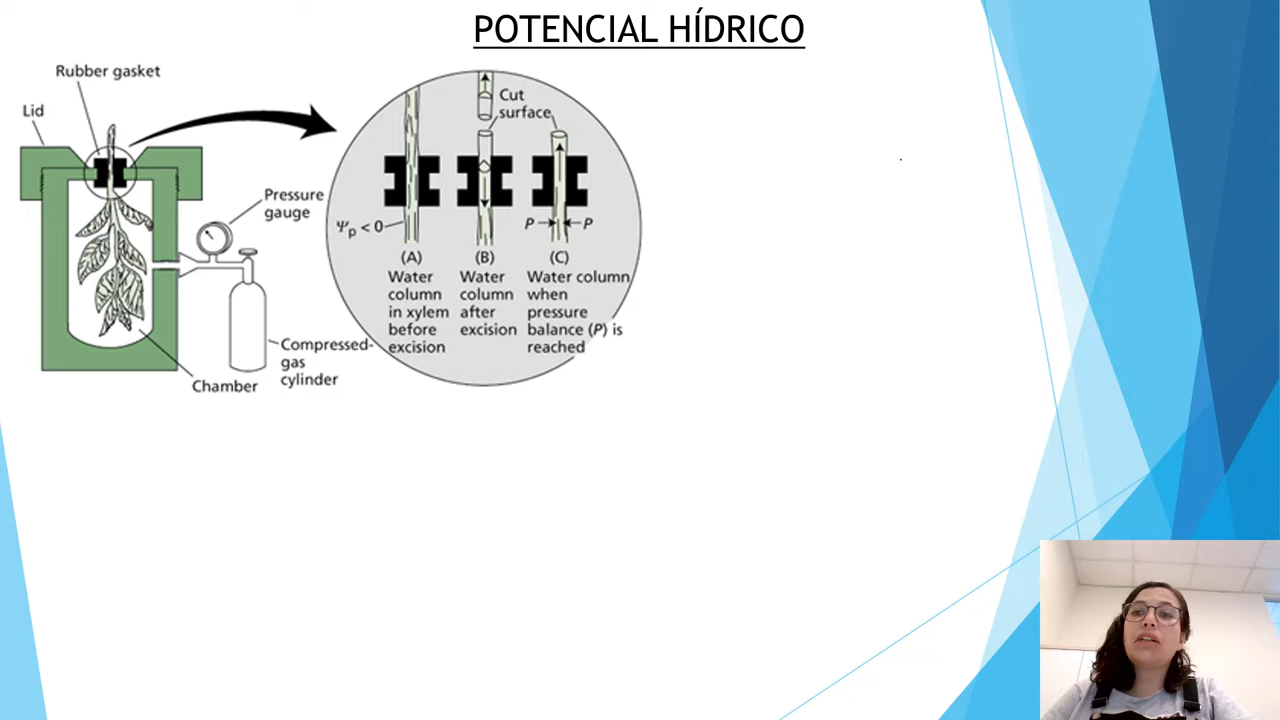 POTENCIAL HÍDRICO
Rubber gasket
Lid
Pressure
gauge
Compressed-
gas
cylinder
Chamber
Cut
surface
Ψp < 0
P
P
(A)
Water
column
in xylem
before
excision
(B)
Water
column
after
excision
(C)
Water column
when
pressure
balance (P) is
reached